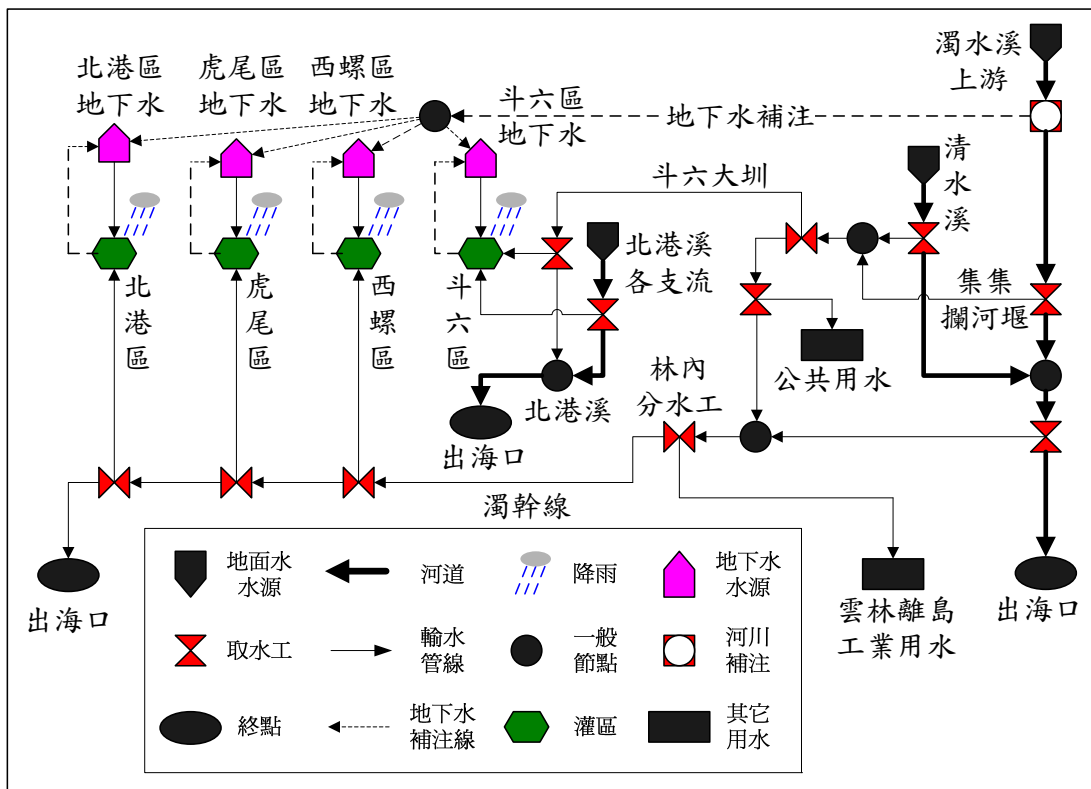 濁水溪
上游
北港區
地下水
虎尾區
地下水
西螺區
地下水
斗六區
地下水
地下水補注
清水溪
斗六大圳
北港溪
各支流
集集
攔河堰
北港區
虎尾區
西螺區
斗六區
公共用水
林內
分水工
北港溪
出海口
濁幹線
出海口
雲林離島
工業用水
出海口
地面水
水源
河道
降雨
地下水
水源
取水工
輸水
管線
一般
節點
河川
補注
終點
地下水
補注線
灌區
其它
用水